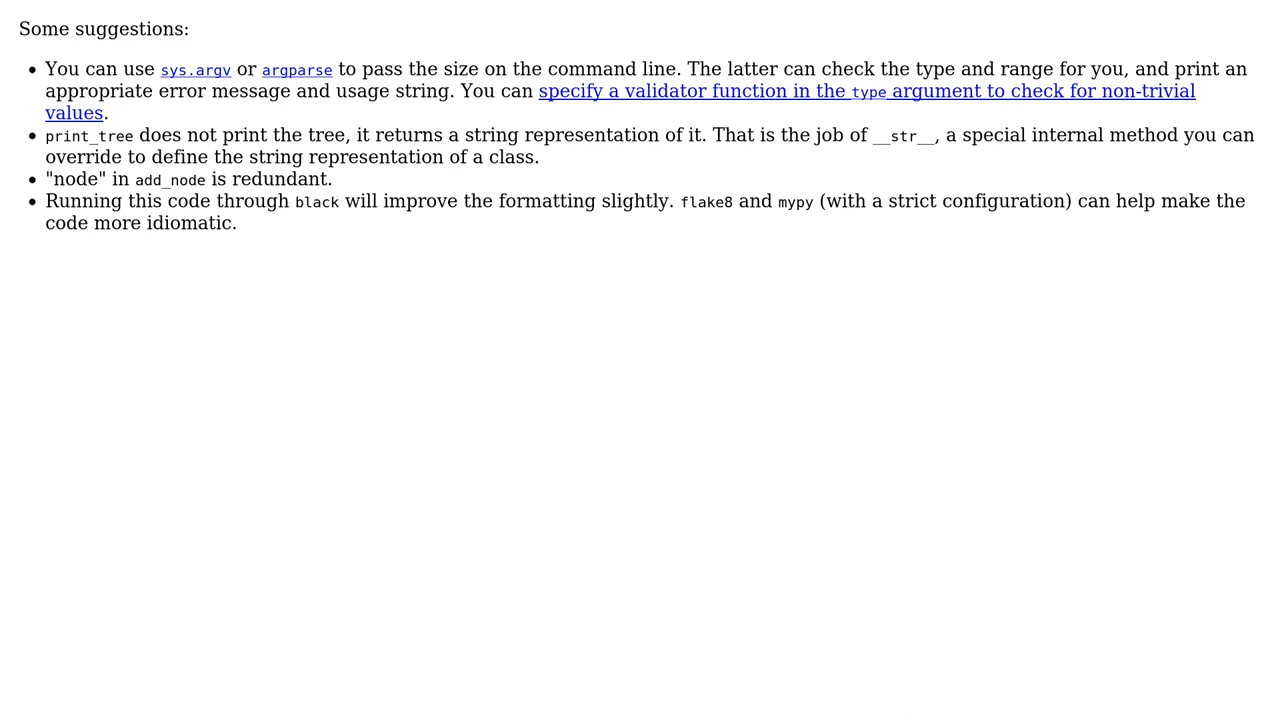 Some suggestions:
• You can use sys.argv or argparse to pass the size on the command line. The latter can check the type and range for you, and print an
appropriate error message and usage string. You can specify a validator function in the type argument to check for non-trivial
values.
• print_tree does not print the tree, it returns a string representation of it. That is the job of __str__, a special internal method you can
override to define the string representation of a class.
• "node" in add_node is redundant.
• Running this code through black will improve the formatting slightly. flake8 and mypy (with a strict configuration) can help make the
code more idiomatic.